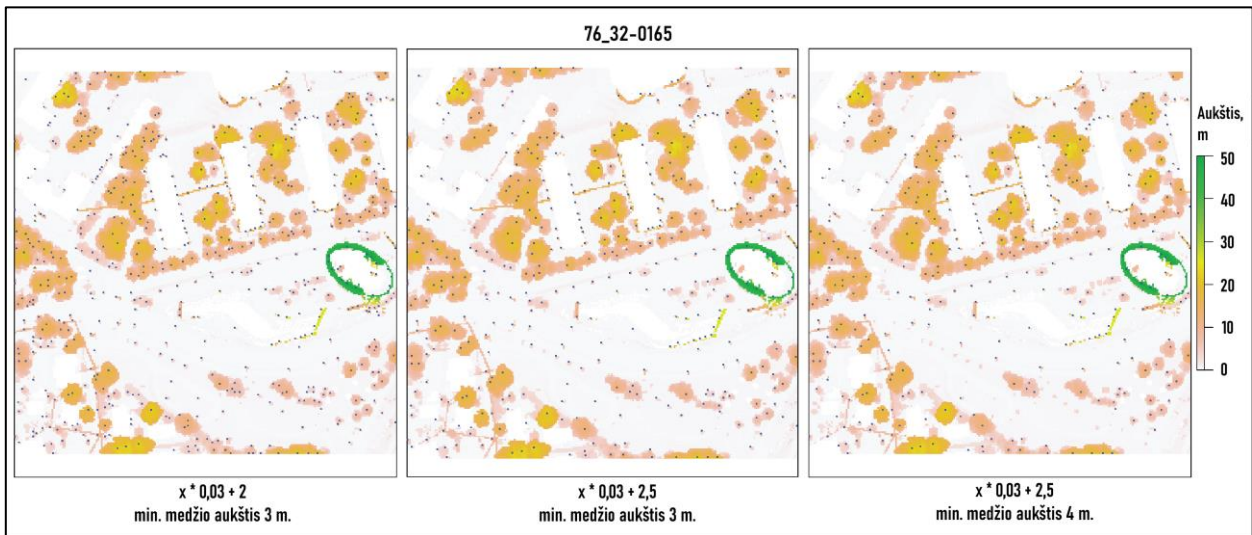 76_32-0165
Aukštis,
m
50
40
30
20
10
0
x * 0,03 + 2
min. medžio aukštis 3 m.
x * 0,03 + 2,5
min. medžio aukštis 3 m.
x * 0,03 + 2,5
min. medžio aukštis 4 m.